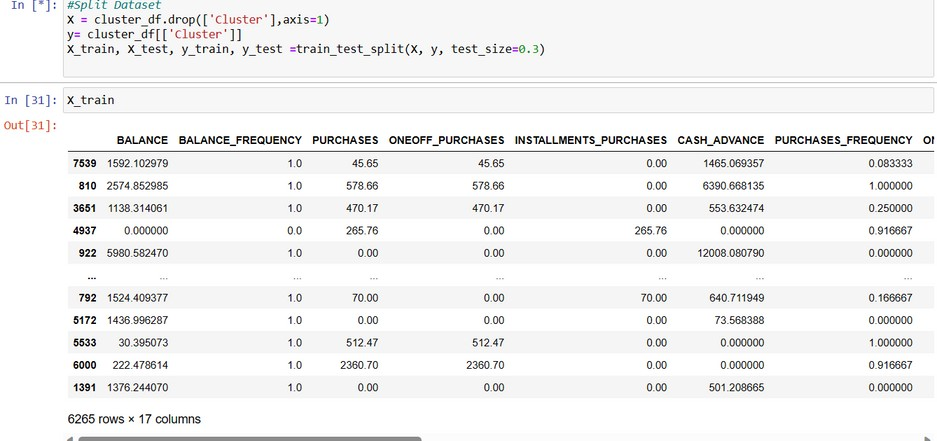 In [*]: #Split Dataset
X = cluster_df.drop(['Cluster'],axis=1)
y= cluster_df[['Cluster']]
X_train, X_test, y_train, y_test =train_test_split(X, y, test_size=0.3)
In [31]: X_train
Out[31]:
BALANCE BALANCE_FREQUENCY PURCHASES ONEOFF_PURCHASES INSTALLMENTS_PURCHASES CASH_ADVANCE PURCHASES_FREQUENCY ON
7539 1592.102979 1.0 45.65 45.65 0.00 1465.069357 0.083333
810 2574.852985 1.0 578.66 578.66 0.00 6390.668135 1.000000
3651 1138.314061 1.0 470.17 470.17 0.00 553.632474 0.250000
4937 0.000000 0.0 265.76 0.00 265.76 0.000000 0.916667
922 5980.582470 1.0 0.00 0.00 0.00 12008.080790 0.000000
... ... ... ... ... ... ... ...
792 1524.409377 1.0 70.00 0.00 70.00 640.711949 0.166667
5172 1436.996287 1.0 0.00 0.00 0.00 73.568388 0.000000
5533 30.395073 1.0 512.47 512.47 0.00 0.000000 1.000000
6000 222.478614 1.0 2360.70 2360.70 0.00 0.000000 0.916667
1391 1376.244070 1.0 0.00 0.00 0.00 501.208665 0.000000
6265 rows × 17 columns